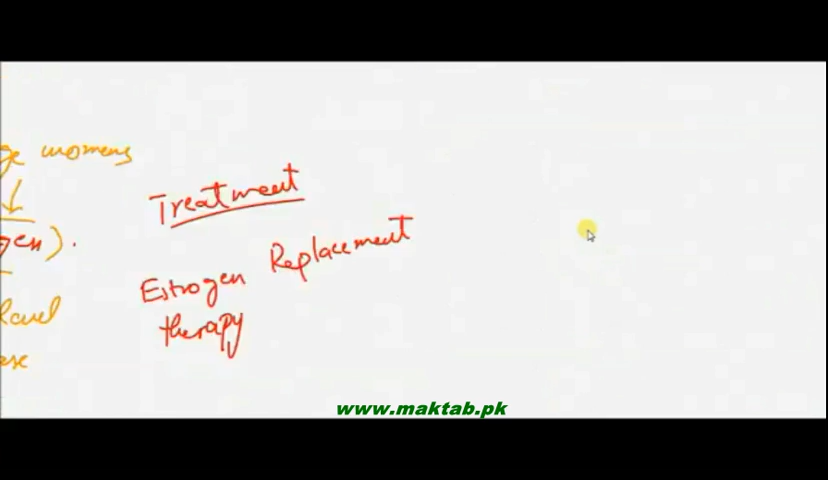 womens
Treatment
Estrogen Replacement
therapy
www.maktab.pk